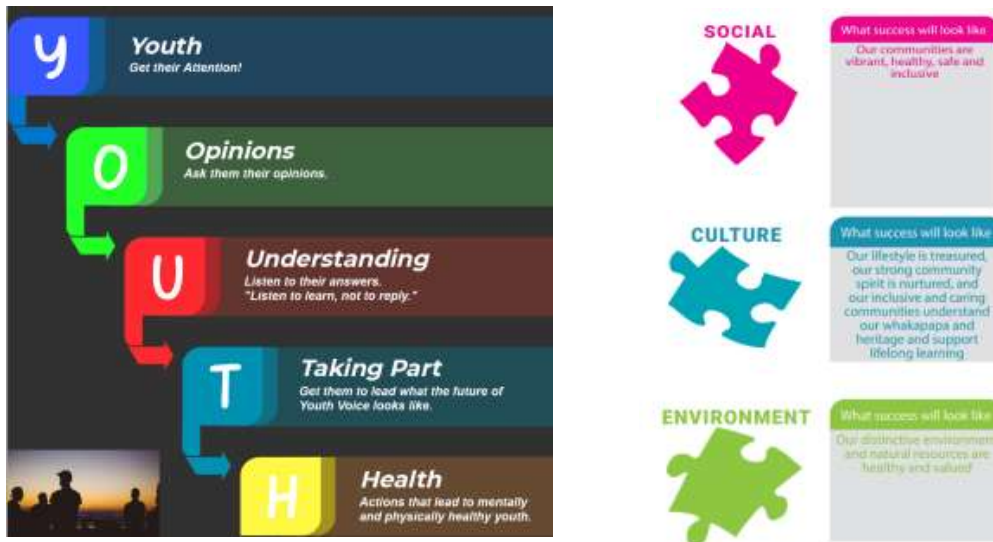 y
Youth
Get their Attention!
O
Opinions
Ask them their opinions.
U
Understanding
Listen to their answers.
"Listen to learn, not to reply."
T
Taking Part
Get them to lead what the future of
Youth Voice looks like.
H
Health
Actions that lead to mentally
and physically healthy youth.
SOCIAL
What success will look like
Our communities are
vibrant, healthy, safe and
inclusive
CULTURE
What success will look like
Our lifestyle is treasured,
our strong community
spirit is nurtured, and
our inclusive and caring
communities understand
our whakapapa and
heritage and support
lifelong learning
ENVIRONMENT
What success will look like
Our distinctive environment
and natural resources are
healthy and valued